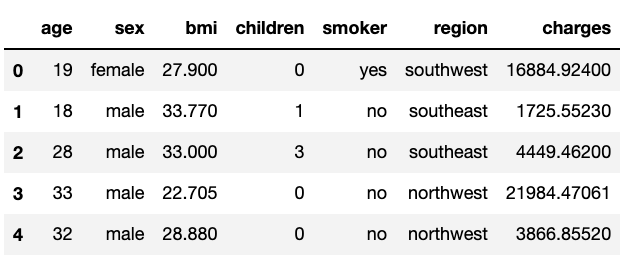 age sex bmi children smoker region charges
0 19 female 27.900 0 yes southwest 16884.92400
1 18 male 33.770 1 no southeast 1725.55230
2 28 male 33.000 3 no southeast 4449.46200
3 33 male 22.705 0 no northwest 21984.47061
4 32 male 28.880 0 no northwest 3866.85520